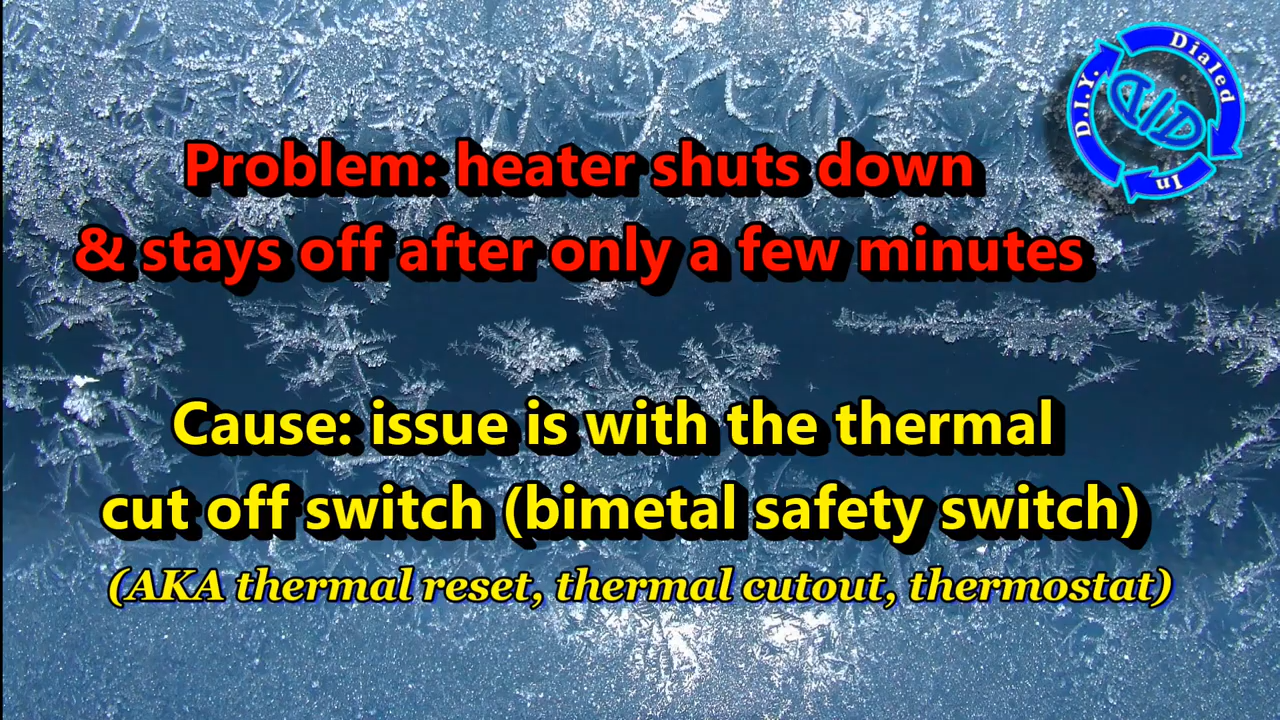 D.I.Y. Dialed In
DID
Problem: heater shuts down
& stays off after only a few minutes
Cause: issue is with the thermal
cut off switch (bimetal safety switch)
(AKA thermal reset, thermal cutout, thermostat)